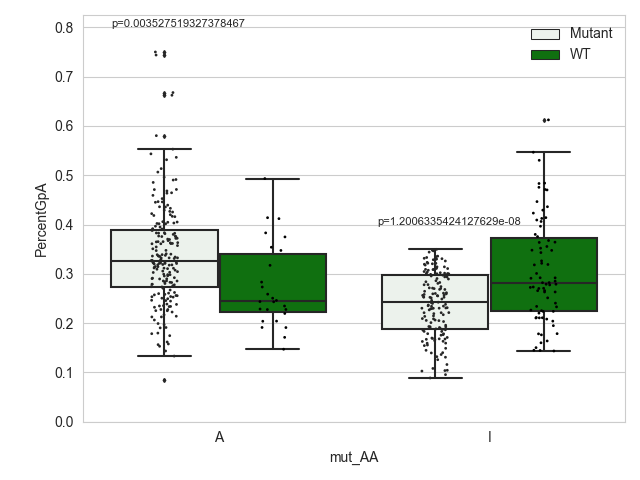 p=0.003527519327378467
Mutant
WT
0.8
0.7
0.6
0.5
0.4
0.3
0.2
0.1
0.0
PercentGpA
p=1.2006335424127629e-08
A
I
mut_AA